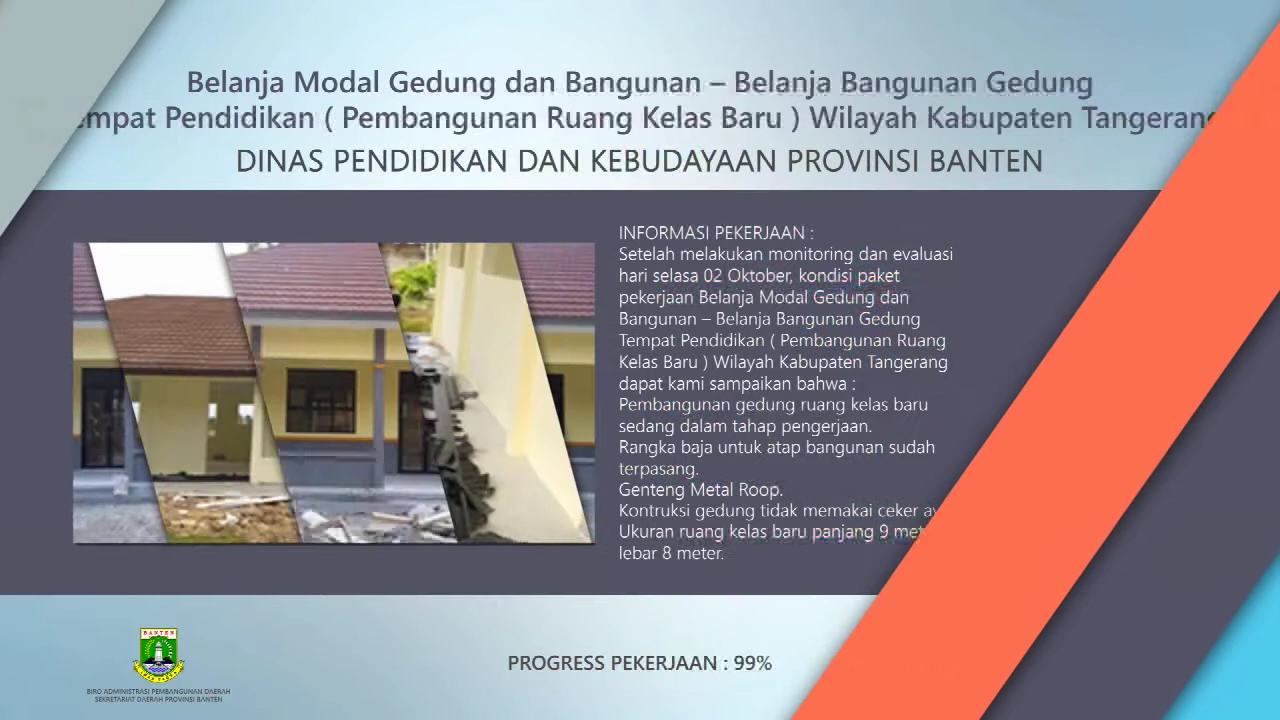 Belanja Modal Gedung dan Bangunan – Belanja Bangunan Gedung
Pendidikan ( Pembangunan Ruang Kelas Baru ) Wilayah Kabupaten Tangerang
DINAS PENDIDIKAN DAN KEBUDAYAAN PROVINSI BANTEN
INFORMASI PEKERJAAN :
Setelah melakukan monitoring dan evaluasi
hari selasa 02 Oktober, kondisi paket
pekerjaan Belanja Modal Gedung dan
Bangunan – Belanja Bangunan Gedung
Tempat Pendidikan ( Pembangunan Ruang
Kelas Baru ) Wilayah Kabupaten Tangerang
dapat kami sampaikan bahwa :
Pembangunan gedung ruang kelas baru
sedang dalam tahap pengerjaan.
Rangka baja untuk atap bangunan sudah
terpasang.
Genteng Metal Roop.
Kontruksi gedung tidak memakai ceker
Ukuran ruang kelas baru panjang 9
lebar 8 meter.
BANTEN
BIRO ADMINISTRASI PEMBANGUNAN DAERAH
SEKRETARIAT DAERAH PROVINSI BANTEN
PROGRESS PEKERJAAN : 99%